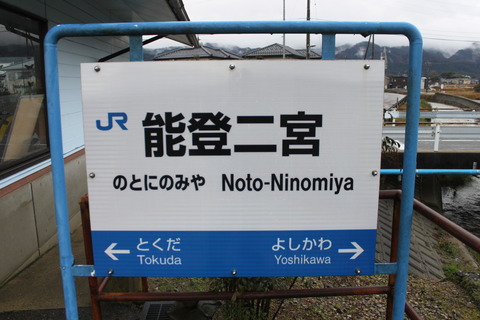 JR 能登二宮
のとにのみや Noto-Ninomiya
← とくだ よしかわ →
Tokuda Yoshikawa